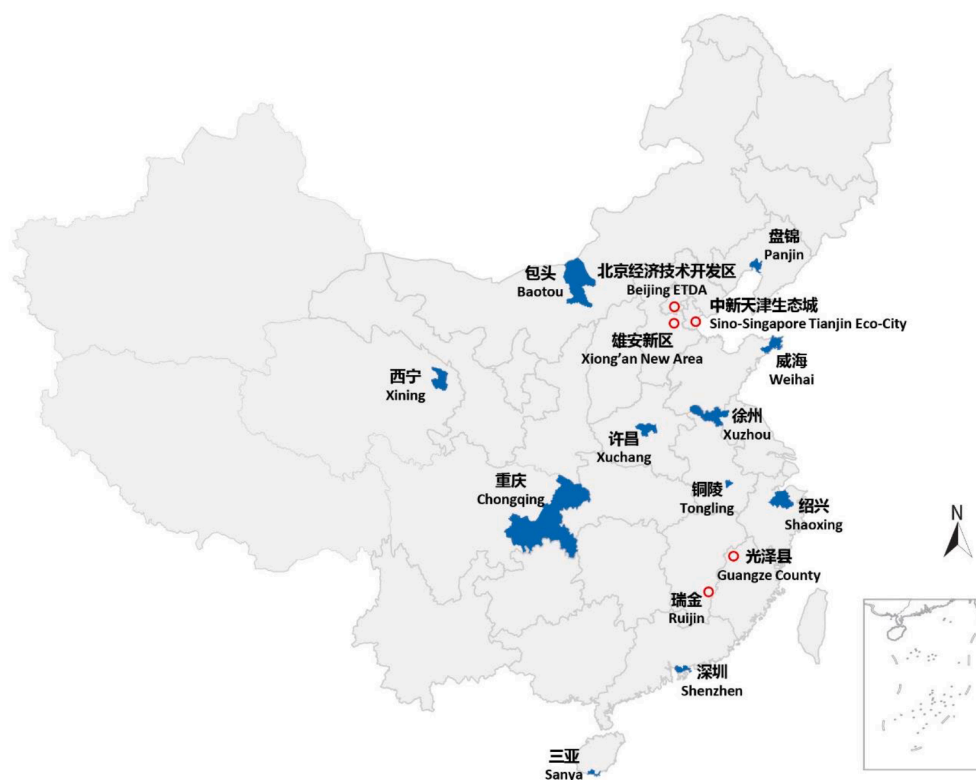 盘锦
Panjin
包头
Baotou
北京经济技术开发区
Beijing ETDA
中新天津生态城
Sino-Singapore Tianjin Eco-City
雄安新区
Xiong'an New Area
威海
Weihai
西宁
Xining
徐州
Xuzhou
许昌
Xuchang
重庆
Chongqing
铜陵
Tongling
绍兴
Shaoxing
N
光泽县
Guangze County
瑞金
Ruijin
深圳
Shenzhen
三亚
Sanya